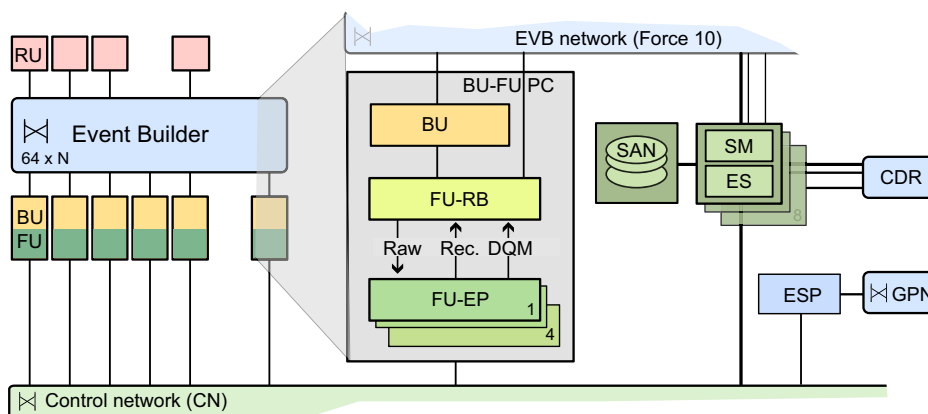 EVB network (Force 10)
RU
BU-FU PC
Event Builder
64 x N
BU
SAN
SM
ES
CDR
8
FU-RB
BU
FU
Raw
Rec.
DQM
FU-EP
1
4
ESP
GPN
Control network (CN)